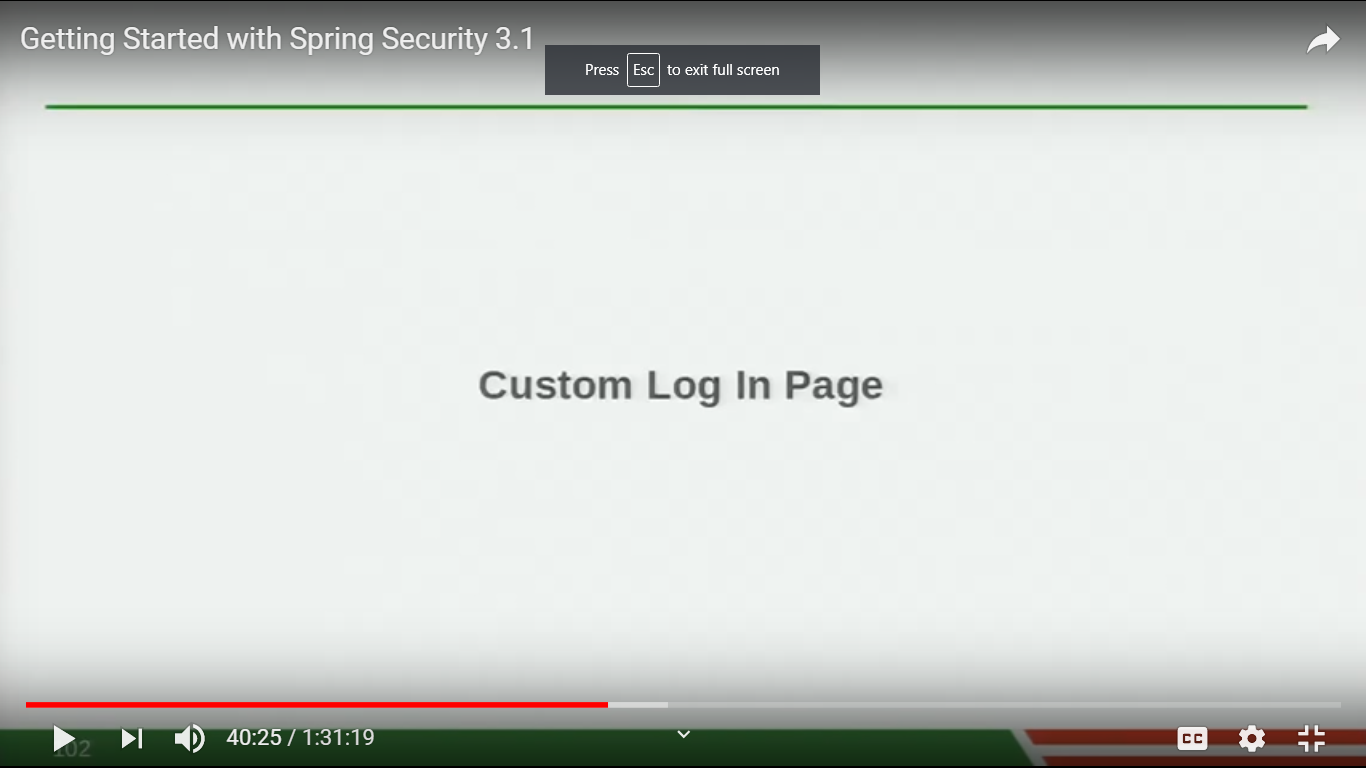 Getting Started with Spring Security 3.1
Press Esc to exit full screen
Custom Log In Page
40:25 / 1:31:19
CC
102